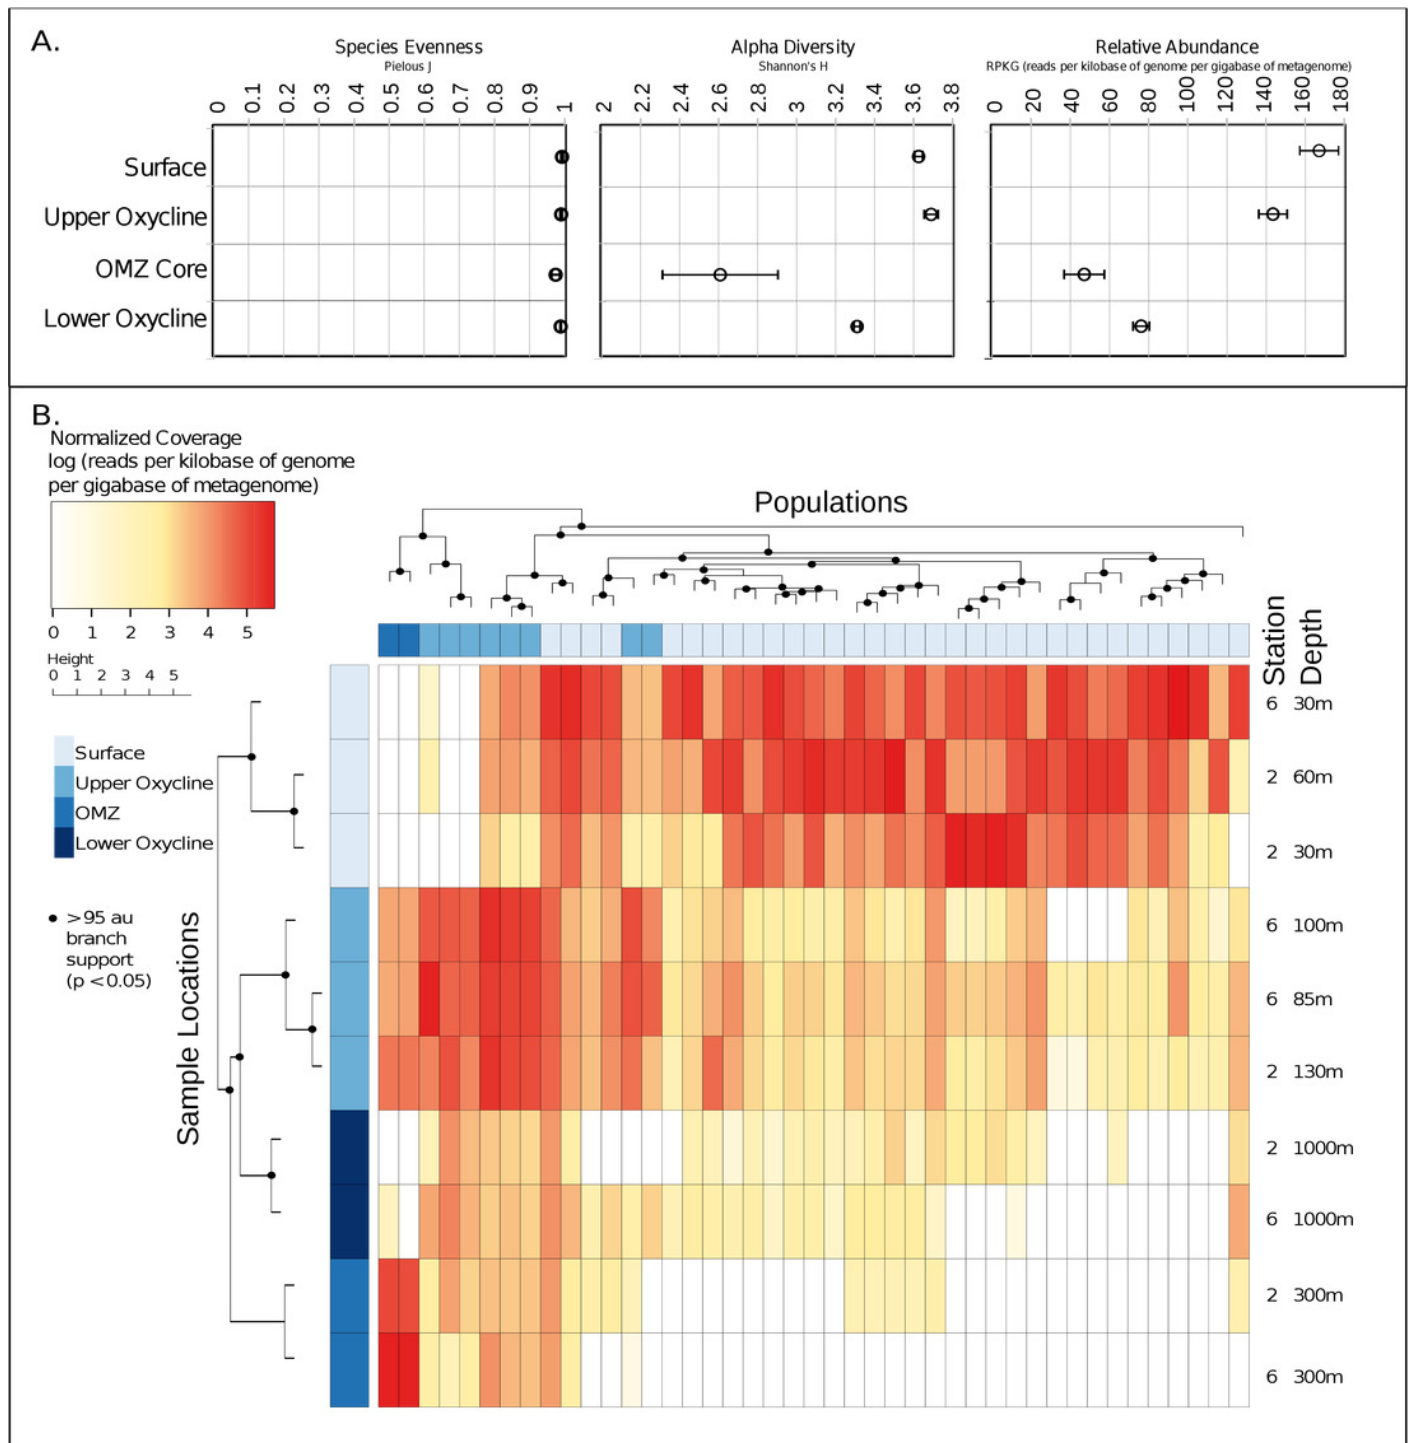 A.
Species Evenness
Pielous J
0 0.1 0.2 0.3 0.4 0.5 0.6 0.7 0.8 0.9 1
Alpha Diversity
Shannon's H
2 2.2 2.4 2.6 2.8 3 3.2 3.4 3.6 3.8
Relative Abundance
RPKG (reads per kilobase of genome per gigabase of metagenome)
0 20 40 60 80 100 120 140 160 180
Surface
Upper Oxycline
OMZ Core
Lower Oxycline
B.
Normalized Coverage
log (reads per kilobase of genome
per gigabase of metagenome)
0 1 2 3 4 5
Height
0 1 2 3 4 5
Surface
Upper Oxycline
OMZ
Lower Oxycline
>95 au
branch
support
(p <0.05)
Sample Locations
Populations
Station
Depth
6 30m
2 60m
2 30m
6 100m
6 85m
2 130m
2 1000m
6 1000m
2 300m
6 300m